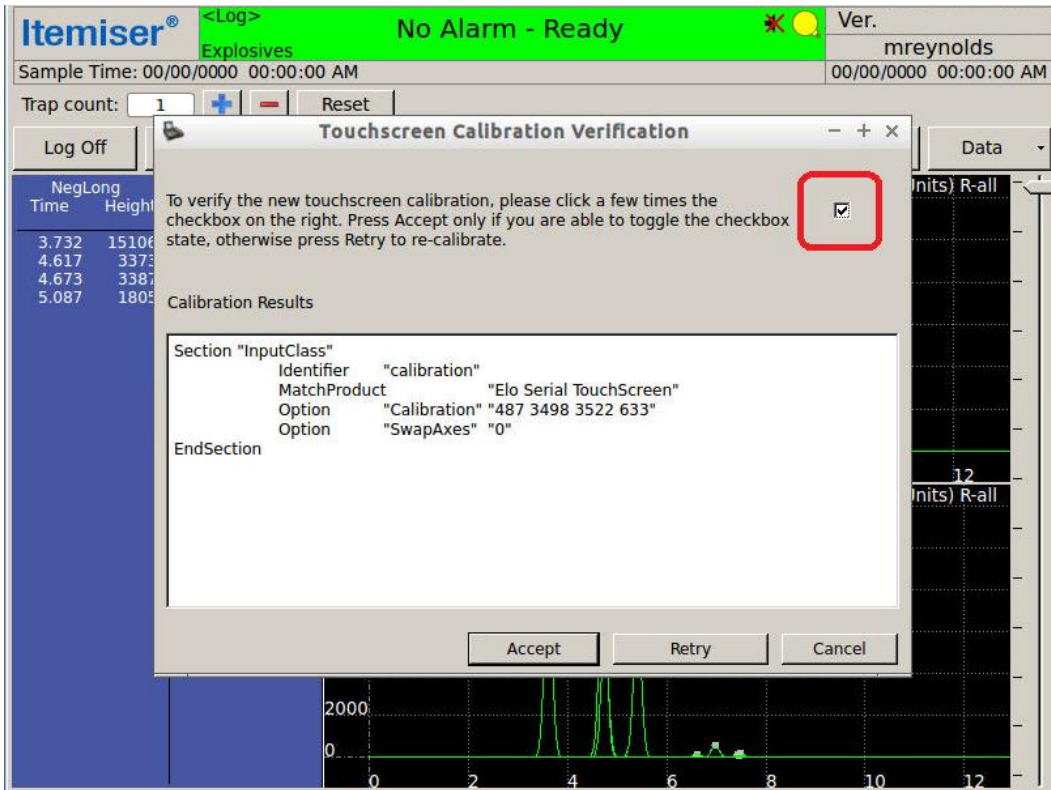 Itemiser®
<Log>
Explosives
No Alarm - Ready
Ver.
mreynolds
Sample Time: 00/00/0000 00:00:00 AM
00/00/0000 00:00:00 AM
Trap count: 1
Reset
Log Off
Data
Touchscreen Calibration Verification
NegLong
Time Height
3.732 15106
4.617 3373
4.673 3387
5.087 1805
To verify the new touchscreen calibration, please click a few times the
checkbox on the right. Press Accept only if you are able to toggle the checkbox
state, otherwise press Retry to re-calibrate.
R-all
Calibration Results
Section "InputClass"
Identifier "calibration"
MatchProduct "Elo Serial TouchScreen"
Option "Calibration" "487 3498 3522 633"
Option "SwapAxes" "0"
EndSection
12
R-all
Accept
Retry
Cancel
2000
0
0 2 4 6 8 10 12